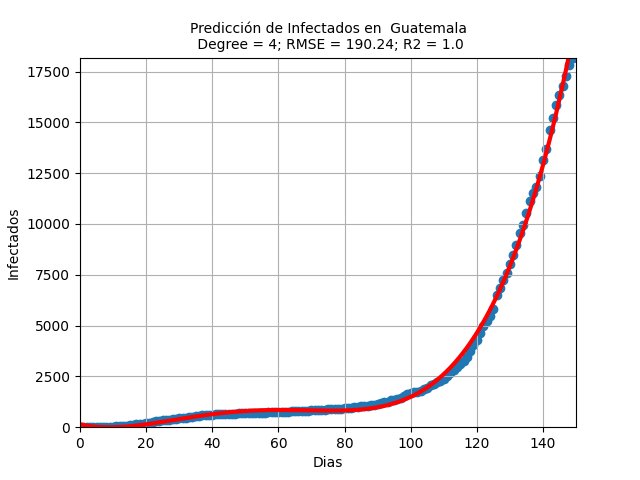 Predicción de Infectados en  Guatemala
Degree = 4; RMSE = 190.24; R2 = 1.0
17500
15000
12500
10000
7500
5000
2500
0
Infectados
0 20 40 60 80 100 120 140
Dias